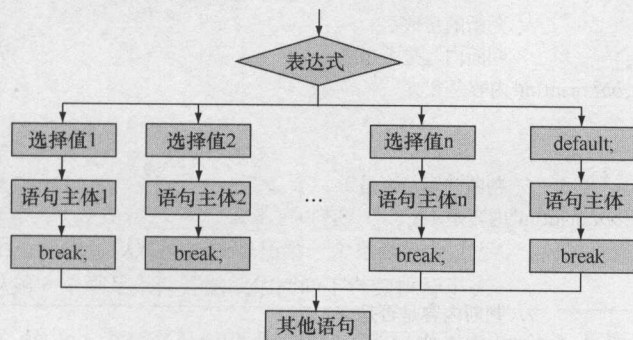 表达式
选择值1 选择值2 选择值n default;
语句主体1 语句主体2 … 语句主体n 语句主体
break; break; break; break
其他语句